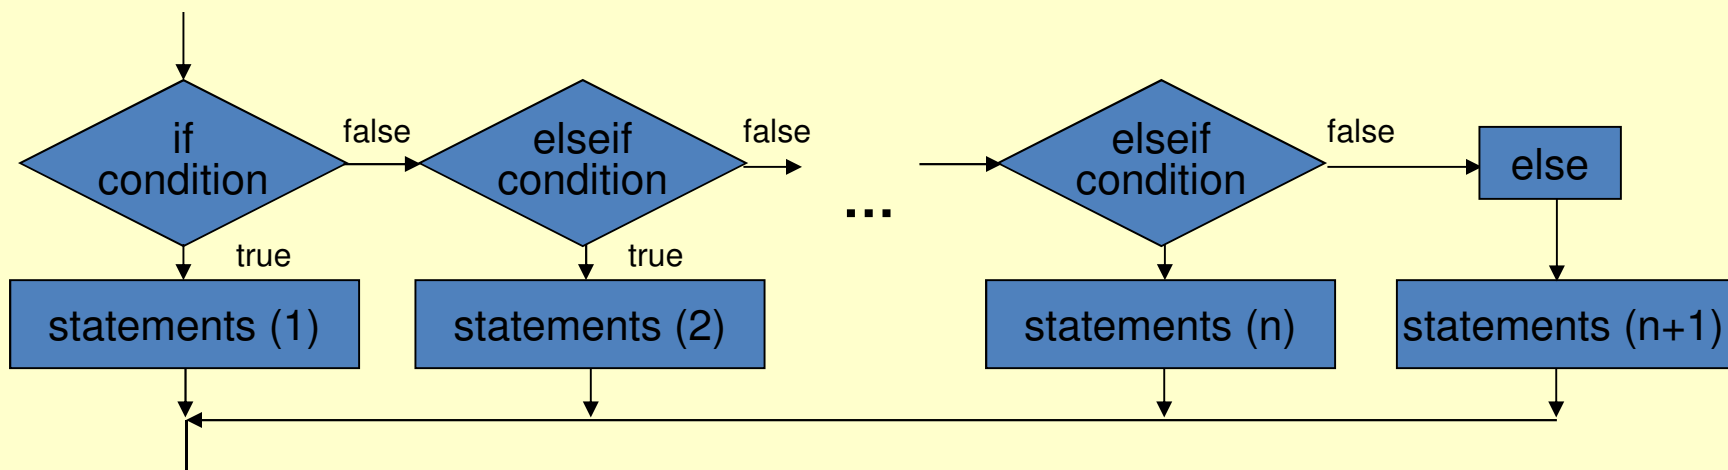 if
condition
false
elseif
condition
false
...
elseif
condition
false
else
true
true
statements (1)
statements (2)
statements (n)
statements (n+1)